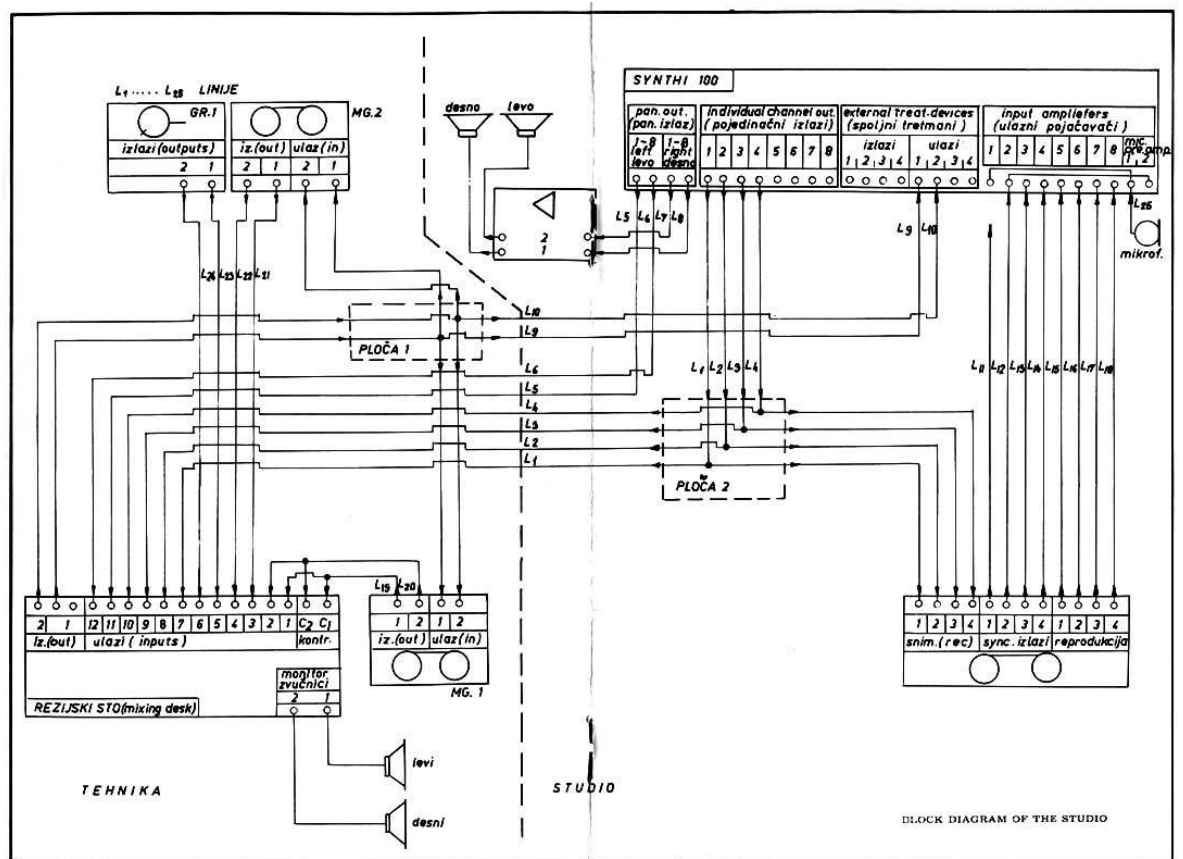 L1 ..... L25 LINIJE
GR.1
izlazi (outputs)
2 1
MG.2
iz.(out) ulaz(in)
2 1 2 1
desno levo
2
1
SYNTHI 100
pan. out. individual channel out. external treat. devices input ampliefers
(pan. izlaz) (pojedinačni izlazi) (spoljni tretmani) (ulazni pojačavači)
1-8 1-8
left right
levo desno
1 2 3 4 5 6 7 8
izlazi ulazi
1 2 3 4 1 2 3 4
1 2 3 4 5 6 7 8
mic. pre.amp.
1 2
L5 L6 L7 L8
L9 L10
L25
mikrof.
L24 L23 L22 L21
L10
L9
PLOČA 1
L6
L5
L4
L3
L2
L1
L1 L2 L3 L4
PLOČA 2
L11 L12 L13 L14 L15 L16 L17 L18
L19 L20
2 1 12 11 10 9 8 7 6 5 4 3 2 1 C2 C1
Iz.(out) ulazi (inputs) kontr.
monitor
zvučnici
2 1
REZIJSKI STO(mixing desk)
1 2 1 2
iz.(out) ulaz(in)
MG. 1
1 2 3 4 1 2 3 4 1 2 3 4
snim.(rec) sync. izlazi reprodukcija
levi
desni
TEHNIKA
STUDIO
BLOCK DIAGRAM OF THE STUDIO